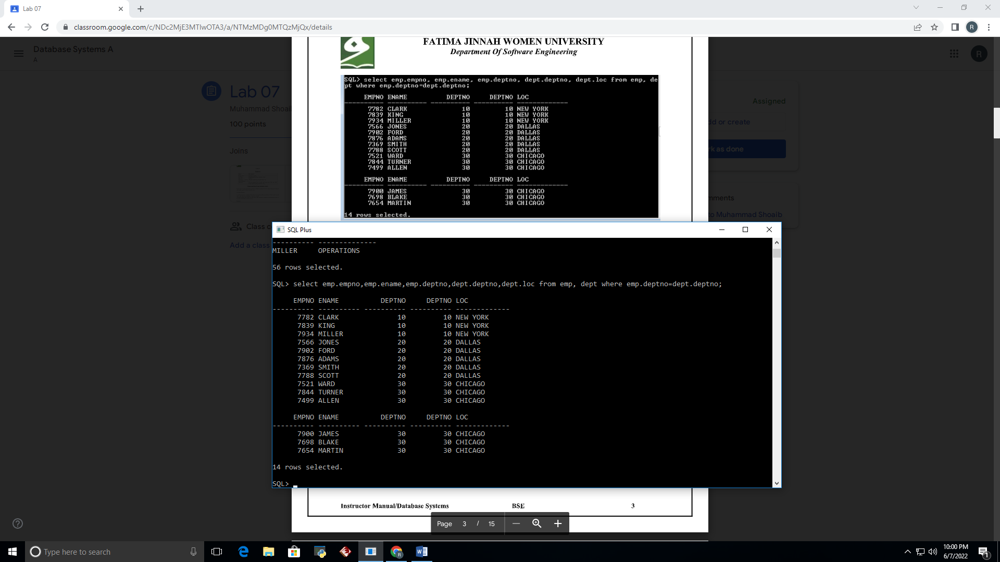 Lab 07
classroom.google.com/c/NDc2MjE3MTIwOTA3/a/NTMzMDg0MTQzMjQx/details
R
Database Systems A
A
R
FATIMA JINNAH WOMEN UNIVERSITY
Department Of Software Engineering
Lab 07
Muhammad Shoaib
100 points
Joins
Class c
Add a class
Assigned
dd or create
rk as done
mments
to Muhammad Shoaib
SQL> select emp.empno, emp.ename, emp.deptno, dept.deptno, dept.loc from emp, de
pt where emp.deptno=dept.deptno;
EMPNO ENAME DEPTNO DEPTNO LOC
---------- ---------- ---------- ---------- -------------
7782 CLARK 10 10 NEW YORK
7839 KING 10 10 NEW YORK
7934 MILLER 10 10 NEW YORK
7566 JONES 20 20 DALLAS
7902 FORD 20 20 DALLAS
7876 ADAMS 20 20 DALLAS
7369 SMITH 20 20 DALLAS
7788 SCOTT 20 20 DALLAS
7521 WARD 30 30 CHICAGO
7844 TURNER 30 30 CHICAGO
7499 ALLEN 30 30 CHICAGO
EMPNO ENAME DEPTNO DEPTNO LOC
---------- ---------- ---------- ---------- -------------
7900 JAMES 30 30 CHICAGO
7698 BLAKE 30 30 CHICAGO
7654 MARTIN 30 30 CHICAGO
14 rows selected.
SQL Plus
---------- --------------
MILLER OPERATIONS
56 rows selected.
SQL> select emp.empno,emp.ename,emp.deptno,dept.deptno,dept.loc from emp, dept where emp.deptno=dept.deptno;
EMPNO ENAME DEPTNO DEPTNO LOC
---------- ---------- ---------- ---------- -------------
7782 CLARK 10 10 NEW YORK
7839 KING 10 10 NEW YORK
7934 MILLER 10 10 NEW YORK
7566 JONES 20 20 DALLAS
7902 FORD 20 20 DALLAS
7876 ADAMS 20 20 DALLAS
7369 SMITH 20 20 DALLAS
7788 SCOTT 20 20 DALLAS
7521 WARD 30 30 CHICAGO
7844 TURNER 30 30 CHICAGO
7499 ALLEN 30 30 CHICAGO
EMPNO ENAME DEPTNO DEPTNO LOC
---------- ---------- ---------- ---------- -------------
7900 JAMES 30 30 CHICAGO
7698 BLAKE 30 30 CHICAGO
7654 MARTIN 30 30 CHICAGO
14 rows selected.
SQL>
Instructor Manual/Database Systems BSE 3
Page 3 / 15
Type here to search
10:00 PM
6/7/2022
1